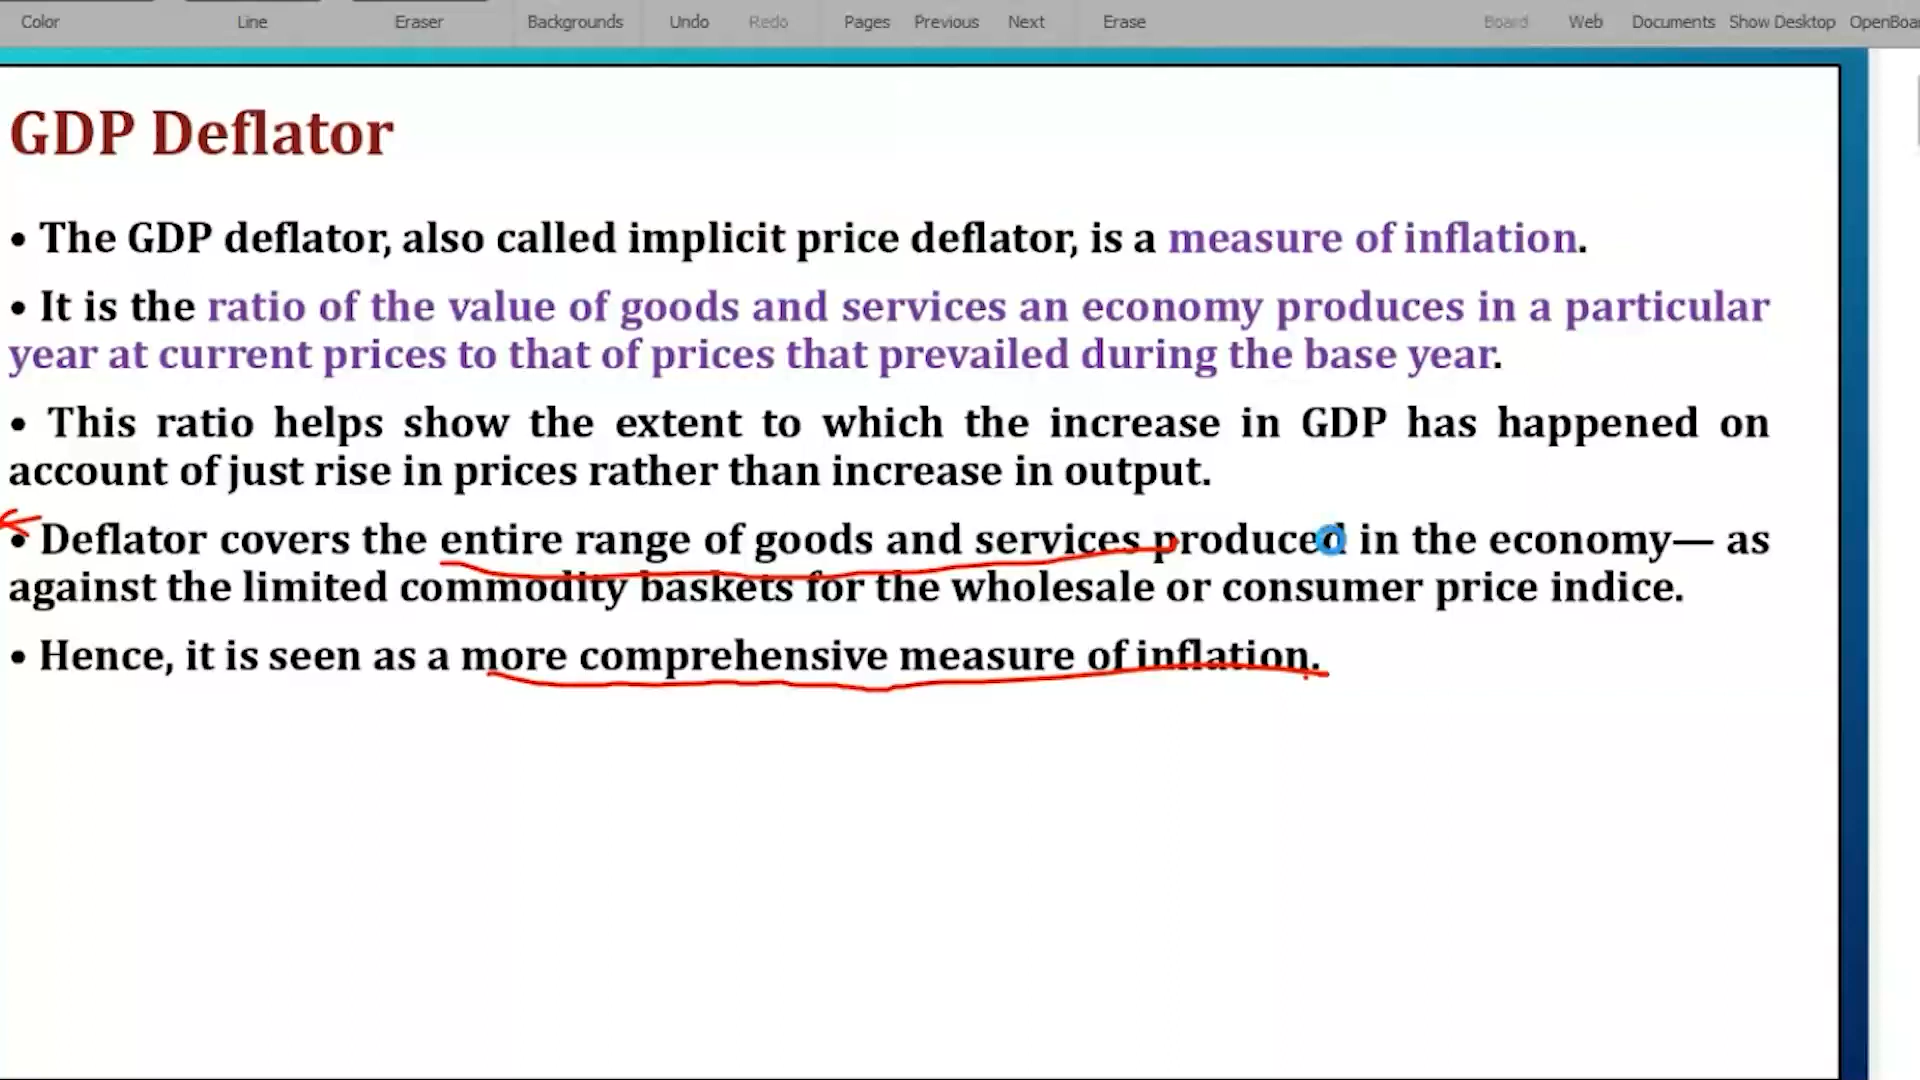 Color Line Eraser Backgrounds Undo Redo Pages Previous Next Erase Board Web Documents Show Desktop
GDP Deflator
• The GDP deflator, also called implicit price deflator, is a measure of inflation.
• It is the ratio of the value of goods and services an economy produces in a particular
year at current prices to that of prices that prevailed during the base year.
• This ratio helps show the extent to which the increase in GDP has happened on
account of just rise in prices rather than increase in output.
• Deflator covers the entire range of goods and services produced in the economy— as
against the limited commodity baskets for the wholesale or consumer price indice.
• Hence, it is seen as a more comprehensive measure of inflation.